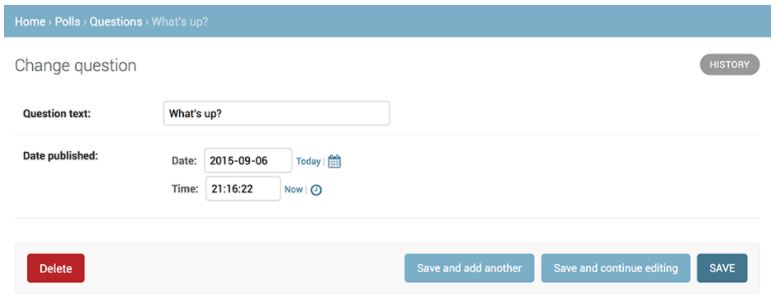 Home › Polls › Questions › What's up?
Change question
HISTORY
Question text: What's up?
Date published: Date: 2015-09-06 Today |
Time: 21:16:22 Now |
Delete Save and add another Save and continue editing SAVE